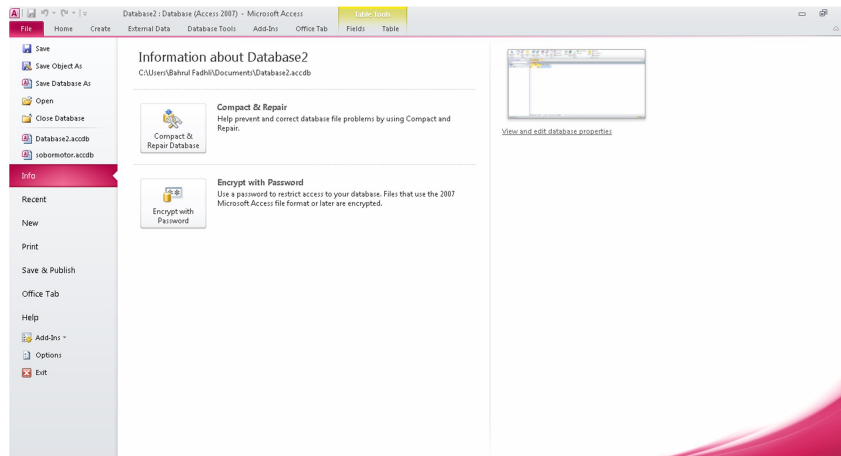 Database2 : Database (Access 2007) - Microsoft Access
Table Tools
File Home Create External Data Database Tools Add-Ins Office Tab Fields Table
Save
Save Object As
Save Database As
Open
Close Database
Database2.accdb
sobormotor.accdb
Info
Recent
New
Print
Save & Publish
Office Tab
Help
Add-Ins
Options
Exit
Information about Database2
C:\Users\Bahrul Fadhli\Documents\Database2.accdb
Compact & Repair Database
Compact & Repair
Help prevent and correct database file problems by using Compact and
Repair.
Encrypt with
Password
Encrypt with Password
Use a password to restrict access to your database. Files that use the 2007
Microsoft Access file format or later are encrypted.
View and edit database properties